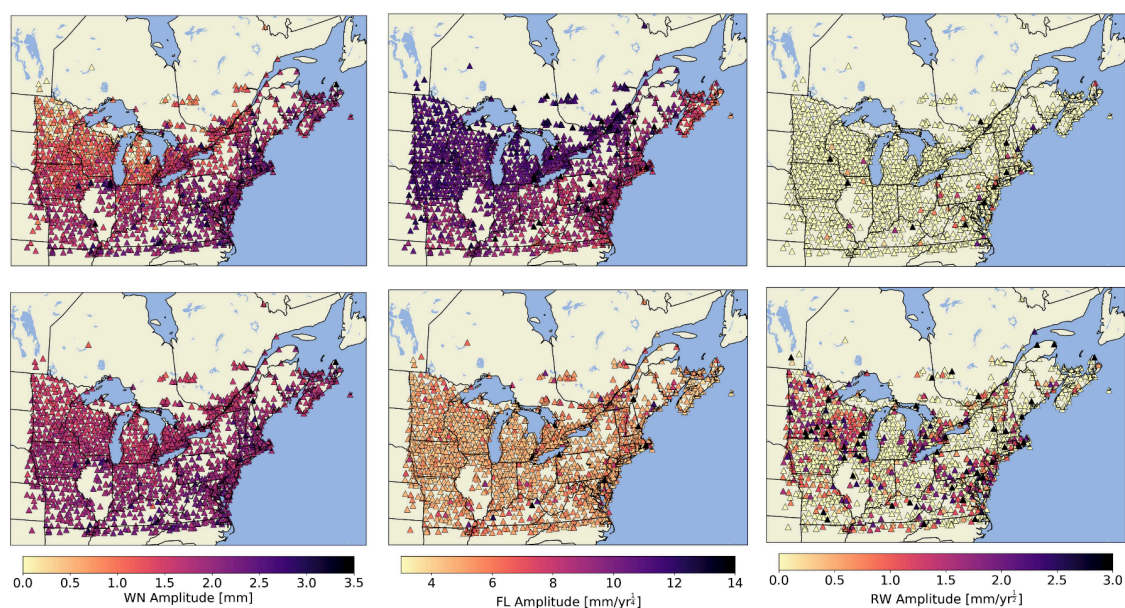 0.0 0.5 1.0 1.5 2.0 2.5 3.0 3.5
WN Amplitude [mm]
4 6 8 10 12 14
FL Amplitude [mm/yr^{1/4}]
0.0 0.5 1.0 1.5 2.0 2.5 3.0
RW Amplitude [mm/yr^{1/2}]